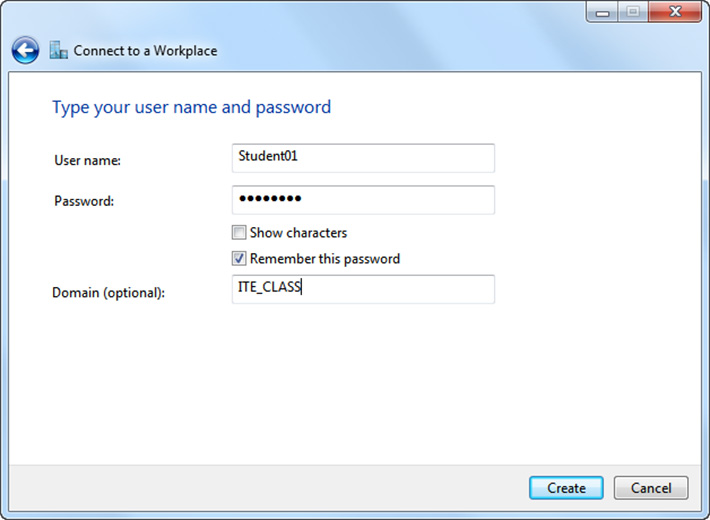 Connect to a Workplace
Type your user name and password
User name:
Student01
Password:
●●●●●●●●
Show characters
Remember this password
Domain (optional):
ITE_CLASS
Create
Cancel